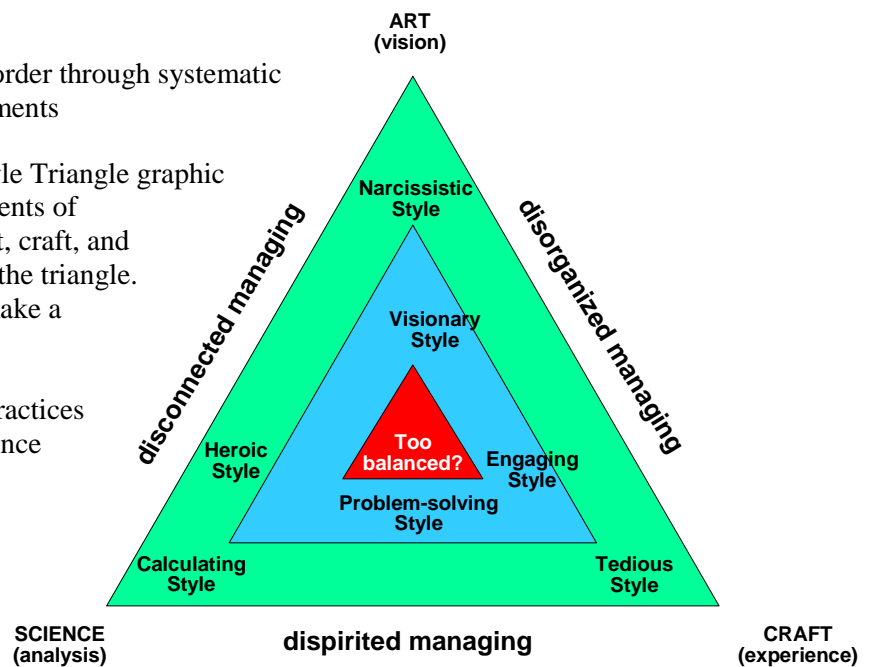 order through systematic
ments
le Triangle graphic
ents of
t, craft, and
the triangle.
ake a
ractices
nce
ART
(vision)
Narcissistic
Style
disconnected managing
disorganized managing
Visionary
Style
Too
balanced?
Heroic
Style
Engaging
Style
Problem-solving
Style
Calculating
Style
Tedious
Style
SCIENCE
(analysis)
dispirited managing
CRAFT
(experience)